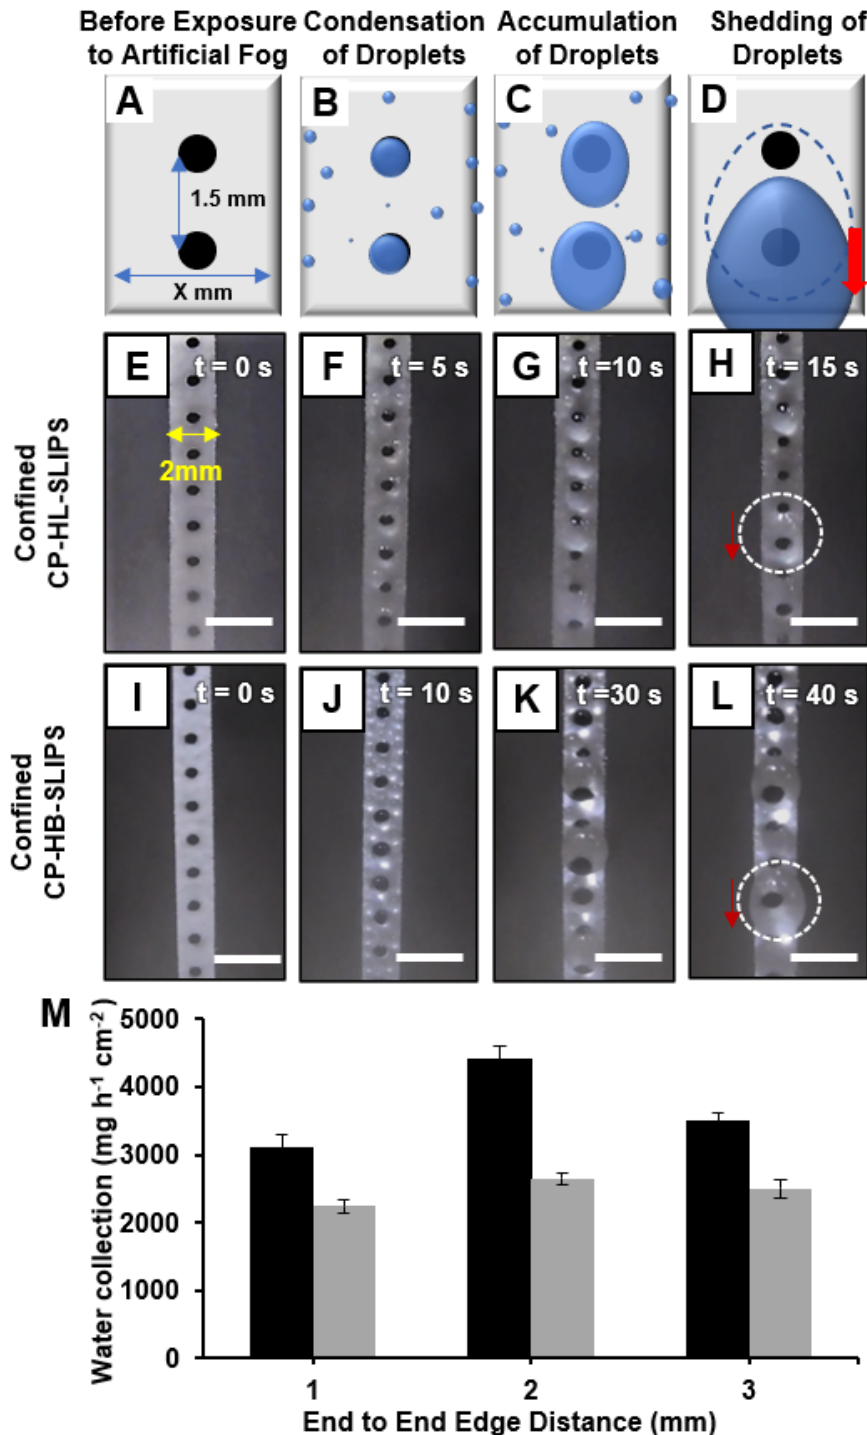 Before Exposure
to Artificial Fog
Condensation
of Droplets
Accumulation
of Droplets
Shedding of
Droplets
A
B
C
D
1.5 mm
X mm
Confined
CP-HL-SLIPS
E
t = 0 s
F
t = 5 s
G
t =10 s
H
t = 15 s
2mm
Confined
CP-HB-SLIPS
I
t = 0 s
J
t = 10 s
K
t =30 s
L
t = 40 s
M
Water collection (mg h⁻¹ cm⁻²)
5000
4000
3000
2000
1000
0
1
2
3
End to End Edge Distance (mm)